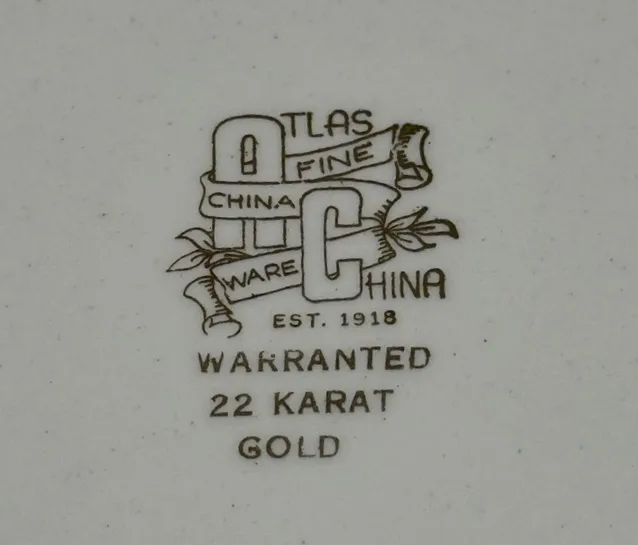 ATLAS
FINE
CHINA
WARE
CHINA
EST. 1918
WARRANTED
22 KARAT
GOLD